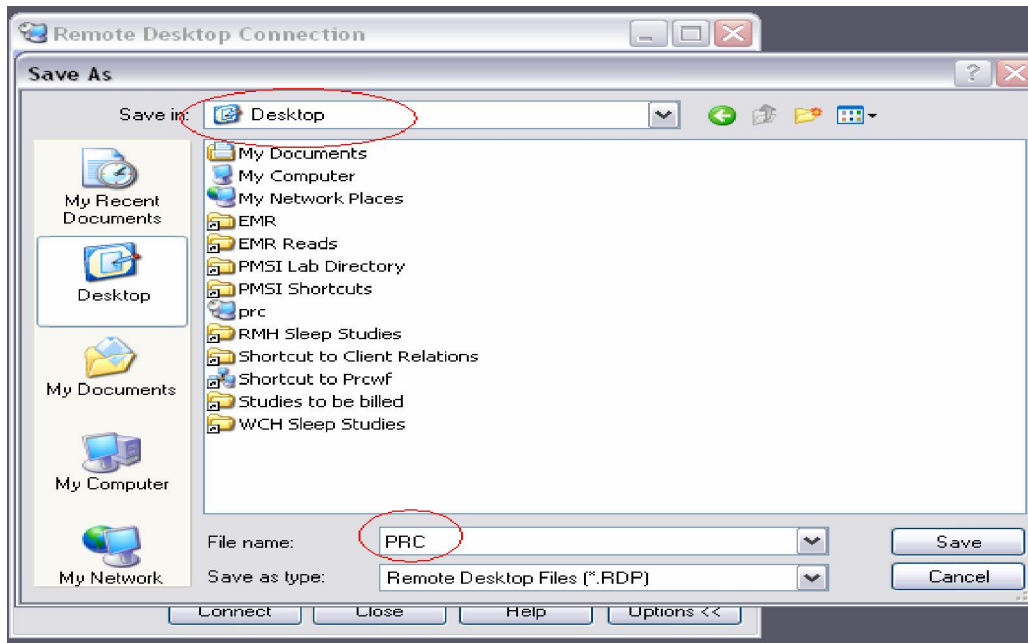 Remote Desktop Connection
Save As
Save in:
Desktop
My Recent
Documents
Desktop
My Documents
My Computer
My Network
My Documents
My Computer
My Network Places
EMR
EMR Reads
PMSI Lab Directory
PMSI Shortcuts
prc
RMH Sleep Studies
Shortcut to Client Relations
Shortcut to Prcwf
Studies to be billed
WCH Sleep Studies
File name:
PRC
Save
Save as type:
Remote Desktop Files (*.RDP)
Cancel
Connect
Close
Help
Options <<